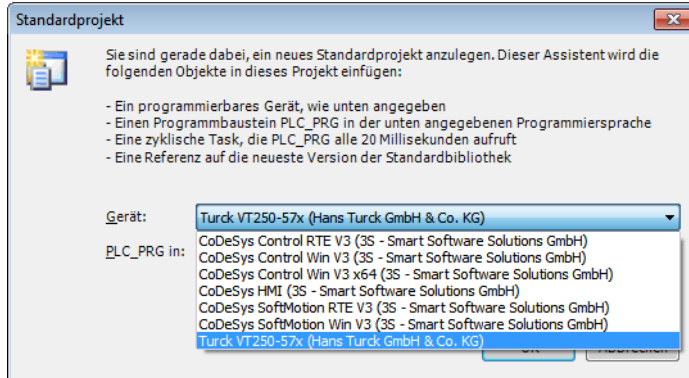 Standardprojekt
Sie sind gerade dabei, ein neues Standardprojekt anzulegen. Dieser Assistent wird die
folgenden Objekte in dieses Projekt einfügen:
- Ein programmierbares Gerät, wie unten angegeben
- Einen Programmbaustein PLC_PRG in der unten angegebenen Programmiersprache
- Eine zyklische Task, die PLC_PRG alle 20 Millisekunden aufruft
- Eine Referenz auf die neueste Version der Standardbibliothek
Gerät: Turck VT250-57x (Hans Turck GmbH & Co. KG)
PLC_PRG in:
CoDeSys Control RTE V3 (3S - Smart Software Solutions GmbH)
CoDeSys Control Win V3 (3S - Smart Software Solutions GmbH)
CoDeSys Control Win V3 x64 (3S - Smart Software Solutions GmbH)
CoDeSys HMI (3S - Smart Software Solutions GmbH)
CoDeSys SoftMotion RTE V3 (3S - Smart Software Solutions GmbH)
CoDeSys SoftMotion Win V3 (3S - Smart Software Solutions GmbH)
Turck VT250-57x (Hans Turck GmbH & Co. KG)
OK Abbrechen